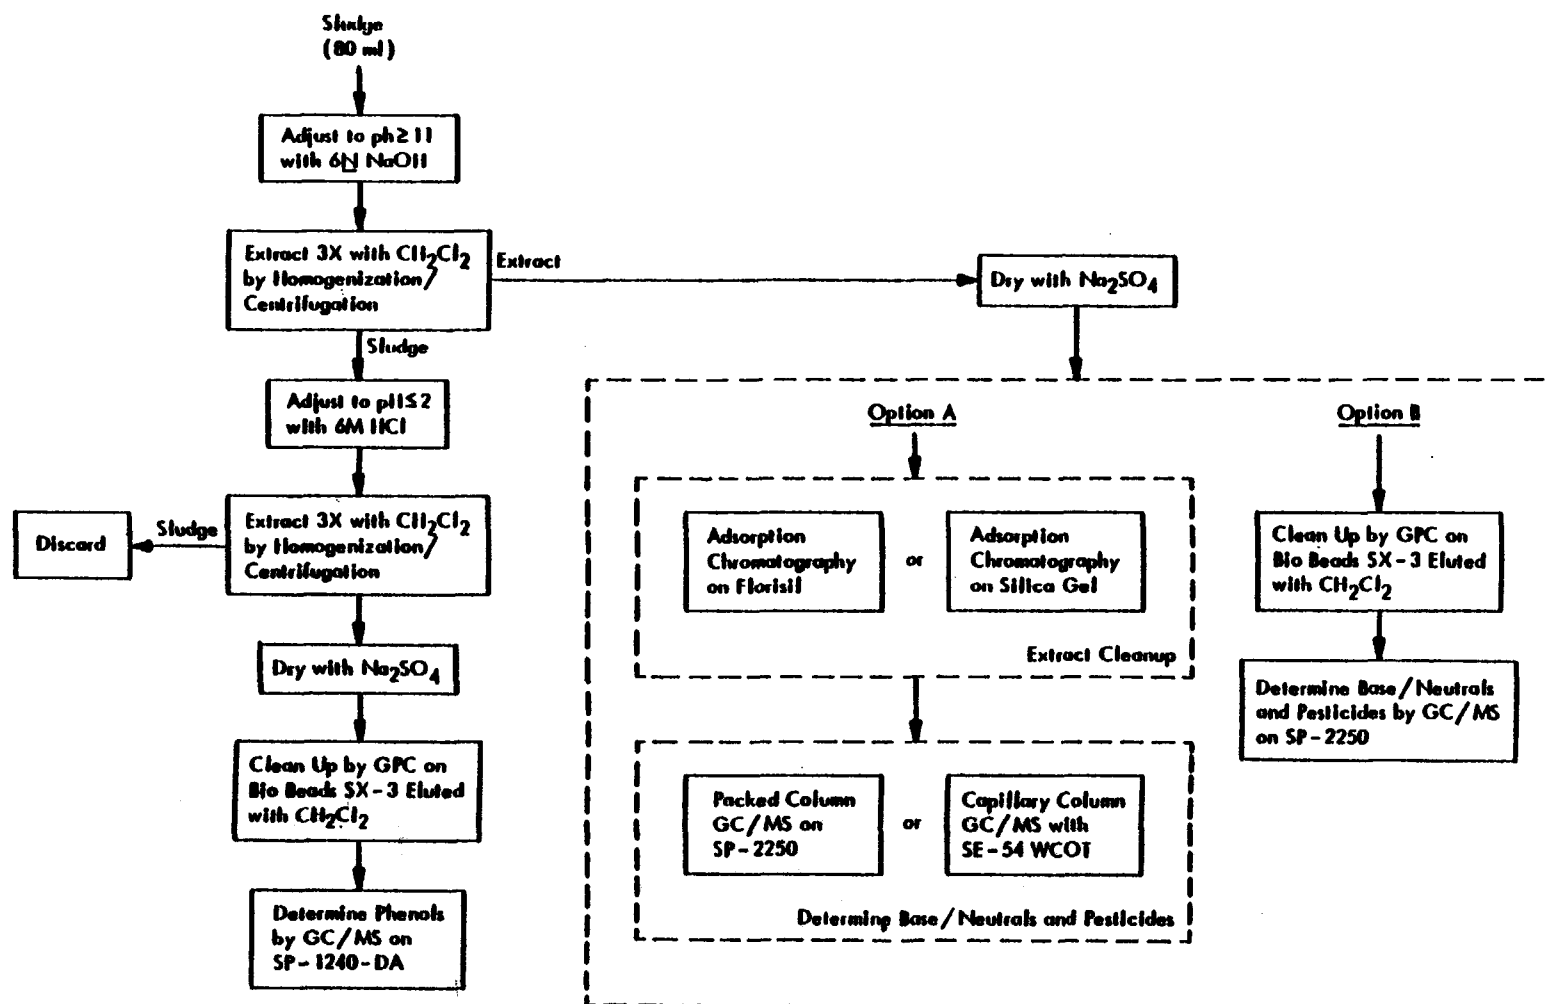 Sludge
(80 ml)
Adjust to ph≥11
with 6N NaOH
Extract 3X with CH2Cl2
by Homogenization/
Centrifugation
Extract
Dry with Na2SO4
Sludge
Adjust to pH≤2
with 6M HCl
Extract 3X with CH2Cl2
by Homogenization/
Centrifugation
Sludge
Discard
Dry with Na2SO4
Clean Up by GPC on
Bio Beads SX-3 Eluted
with CH2Cl2
Determine Phenols
by GC/MS on
SP-1240-DA
Option A
Adsorption
Chromatography
on Florisil
or
Adsorption
Chromatography
on Silica Gel
Extract Cleanup
Packed Column
GC/MS on
SP-2250
or
Capillary Column
GC/MS with
SE-54 WCOT
Determine Base/Neutrals and Pesticides
Option B
Clean Up by GPC on
Bio Beads SX-3 Eluted
with CH2Cl2
Determine Base/Neutrals
and Pesticides by GC/MS
on SP-2250